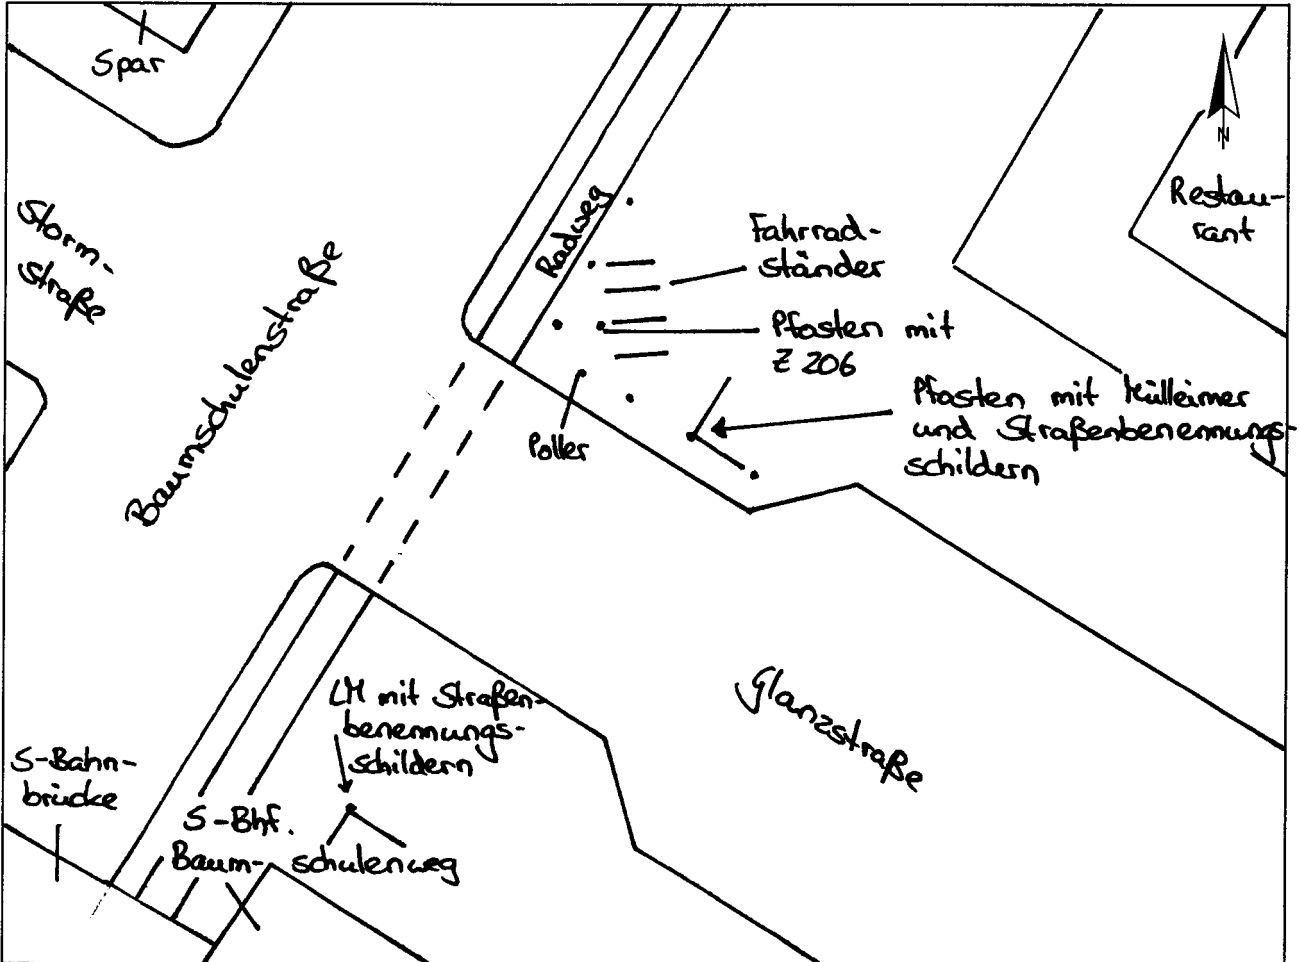 Spar
N
Storm-
straße
Baumschulenstraße
Radweg
Restau-
rant
Fahrrad-
ständer
Pfosten mit
Z 206
Pfosten mit Mülleimer
und Straßenbenennungs-
schildern
Poller
Glanzstraße
LM mit Straßen-
benennungs-
schildern
S-Bahn-
brücke
S-Bhf.
Baum- schulenweg